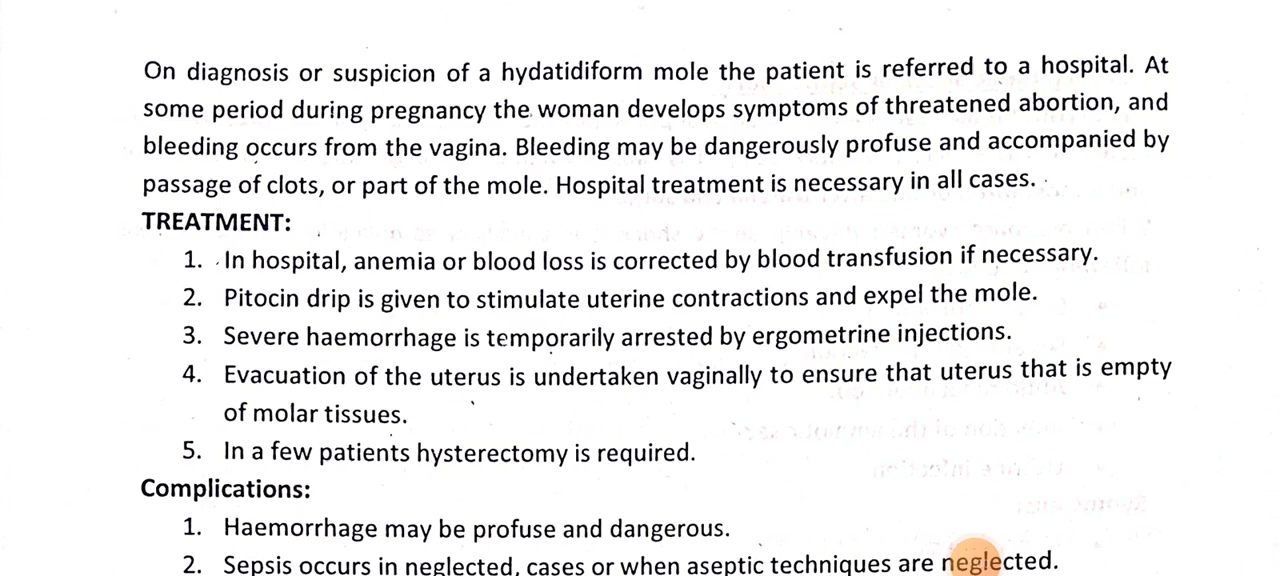 On diagnosis or suspicion of a hydatidiform mole the patient is referred to a hospital. At
some period during pregnancy the woman develops symptoms of threatened abortion, and
bleeding occurs from the vagina. Bleeding may be dangerously profuse and accompanied by
passage of clots, or part of the mole. Hospital treatment is necessary in all cases.
TREATMENT:
1. In hospital, anemia or blood loss is corrected by blood transfusion if necessary.
2. Pitocin drip is given to stimulate uterine contractions and expel the mole.
3. Severe haemorrhage is temporarily arrested by ergometrine injections.
4. Evacuation of the uterus is undertaken vaginally to ensure that uterus that is empty
of molar tissues.
5. In a few patients hysterectomy is required.
Complications:
1. Haemorrhage may be profuse and dangerous.
2. Sepsis occurs in neglected, cases or when aseptic techniques are neglected.